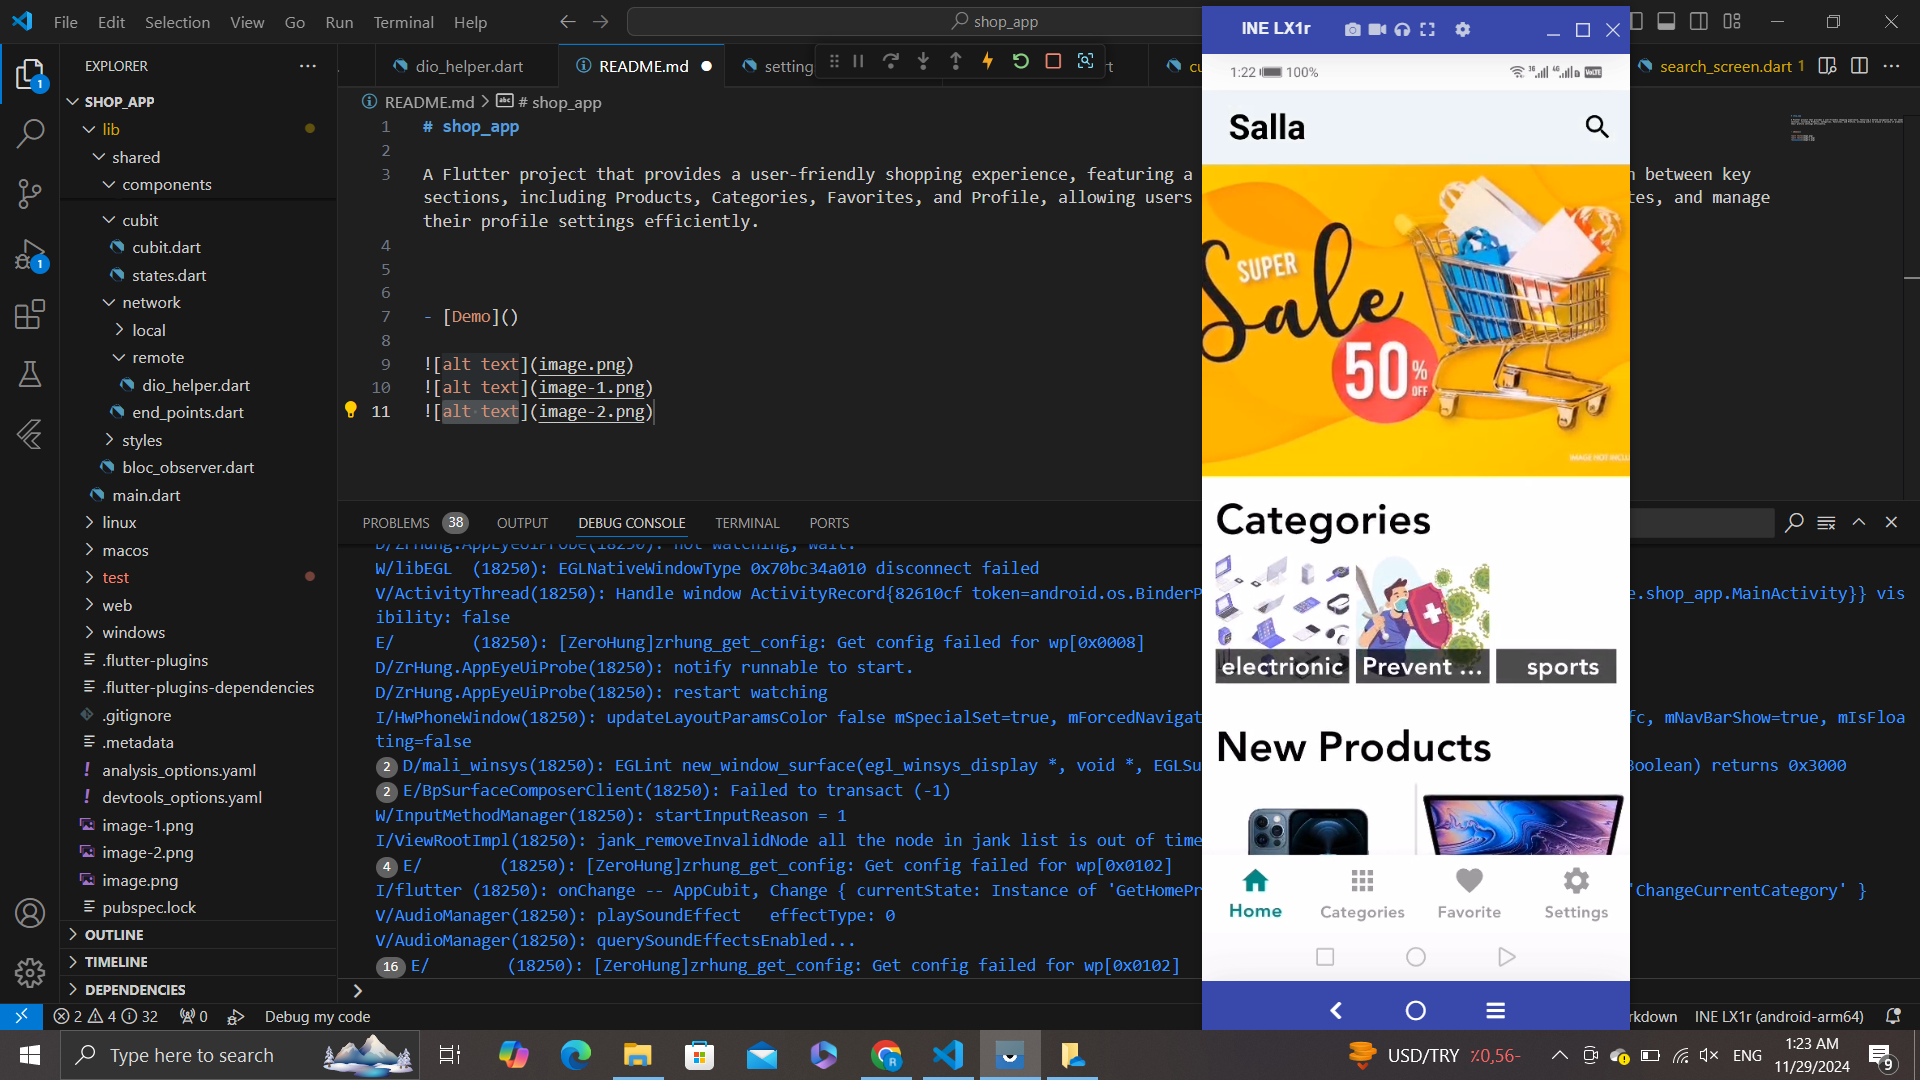 File Edit Selection View Go Run Terminal Help
shop_app
EXPLORER
SHOP_APP
lib
shared
components
cubit
cubit.dart
states.dart
network
local
remote
dio_helper.dart
end_points.dart
styles
bloc_observer.dart
main.dart
linux
macos
test
web
windows
.flutter-plugins
.flutter-plugins-dependencies
.gitignore
.metadata
analysis_options.yaml
devtools_options.yaml
image-1.png
image-2.png
image.png
pubspec.lock
OUTLINE
TIMELINE
DEPENDENCIES
1
1
dio_helper.dart
README.md
search_screen.dart 1
README.md > # shop_app
1 # shop_app
2
3 A Flutter project that provides a user-friendly shopping experience, featuring a
n between key
sections, including Products, Categories, Favorites, and Profile, allowing users
tes, and manage
their profile settings efficiently.
4
5
6
7 - [Demo]()
8
9 ![alt text](image.png)
10 ![alt text](image-1.png)
11 ![alt text](image-2.png)
PROBLEMS 38 OUTPUT DEBUG CONSOLE TERMINAL PORTS
D/ZrHung.AppEyeUiProbe(18250): not watching, wait.
W/libEGL (18250): EGLNativeWindowType 0x70bc34a010 disconnect failed
V/ActivityThread(18250): Handle window ActivityRecord{82610cf token=android.os.BinderP
e.shop_app.MainActivity}} vis
ibility: false
E/ (18250): [ZeroHung]zrhung_get_config: Get config failed for wp[0x0008]
D/ZrHung.AppEyeUiProbe(18250): notify runnable to start.
D/ZrHung.AppEyeUiProbe(18250): restart watching
I/HwPhoneWindow(18250): updateLayoutParamsColor false mSpecialSet=true, mForcedNavigat
fc, mNavBarShow=true, mIsFloa
ting=false
2 D/mali_winsys(18250): EGLint new_window_surface(egl_winsys_display *, void *, EGLSu
Boolean) returns 0x3000
2 E/BpSurfaceComposerClient(18250): Failed to transact (-1)
W/InputMethodManager(18250): startInputReason = 1
I/ViewRootImpl(18250): jank_removeInvalidNode all the node in jank list is out of time
4 E/ (18250): [ZeroHung]zrhung_get_config: Get config failed for wp[0x0102]
I/flutter (18250): onChange -- AppCubit, Change { currentState: Instance of 'GetHomePr
'ChangeCurrentCategory' }
V/AudioManager(18250): playSoundEffect effectType: 0
V/AudioManager(18250): querySoundEffectsEnabled...
16 E/ (18250): [ZeroHung]zrhung_get_config: Get config failed for wp[0x0102]
INE LX1r
1:22 100%
Salla
SUPER
Sale
50% OFF
Categories
electrionic
Prevent ...
sports
New Products
Home Categories Favorite Settings
2 4 32 0 Debug my code
rkdown INE LX1r (android-arm64)
Type here to search
USD/TRY ٪0,56-
ENG
1:23 AM
11/29/2024
9